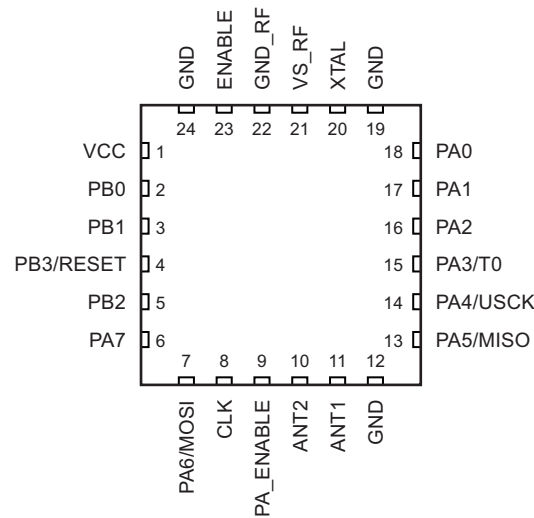 GND
ENABLE
GND_RF
VS_RF
XTAL
GND
24 23 22 21 20 19
VCC 1 18 PA0
PB0 2 17 PA1
PB1 3 16 PA2
PB3/RESET 4 15 PA3/T0
PB2 5 14 PA4/USCK
PA7 6 13 PA5/MISO
7 8 9 10 11 12
PA6/MOSI
CLK
PA_ENABLE
ANT2
ANT1
GND